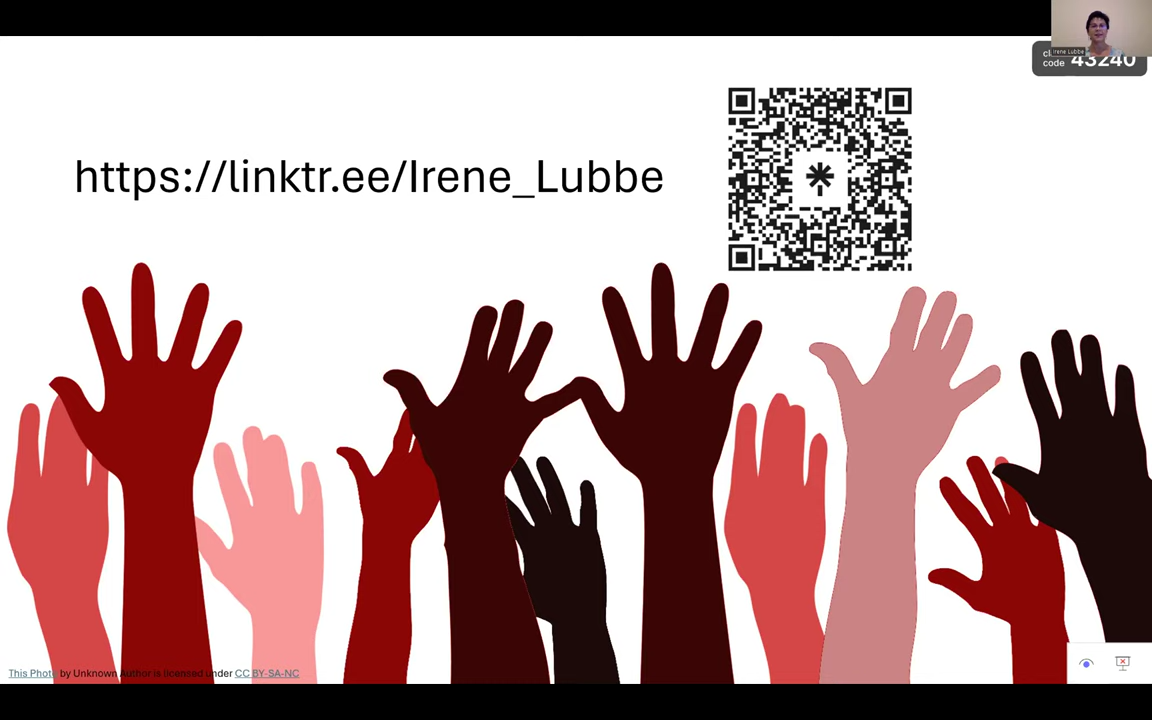 Irene Lubbe
code 43240
https://linktr.ee/Irene_Lubbe
This Photo by Unknown Author is licensed under CC BY-SA-NC